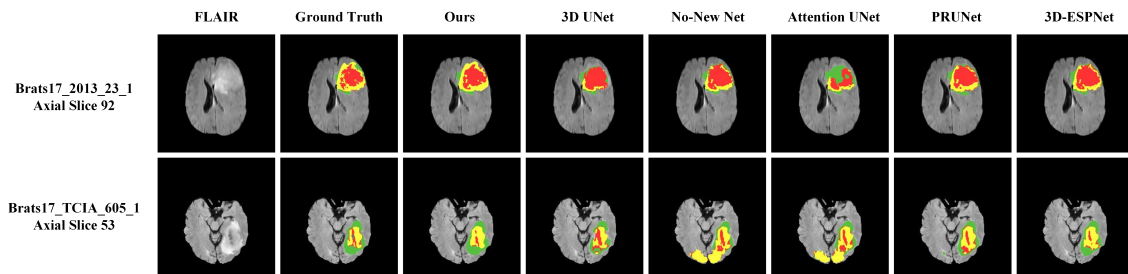 FLAIR Ground Truth Ours 3D UNet No-New Net Attention UNet PRUNet 3D-ESPNet
Brats17_2013_23_1
Axial Slice 92
Brats17_TCIA_605_1
Axial Slice 53